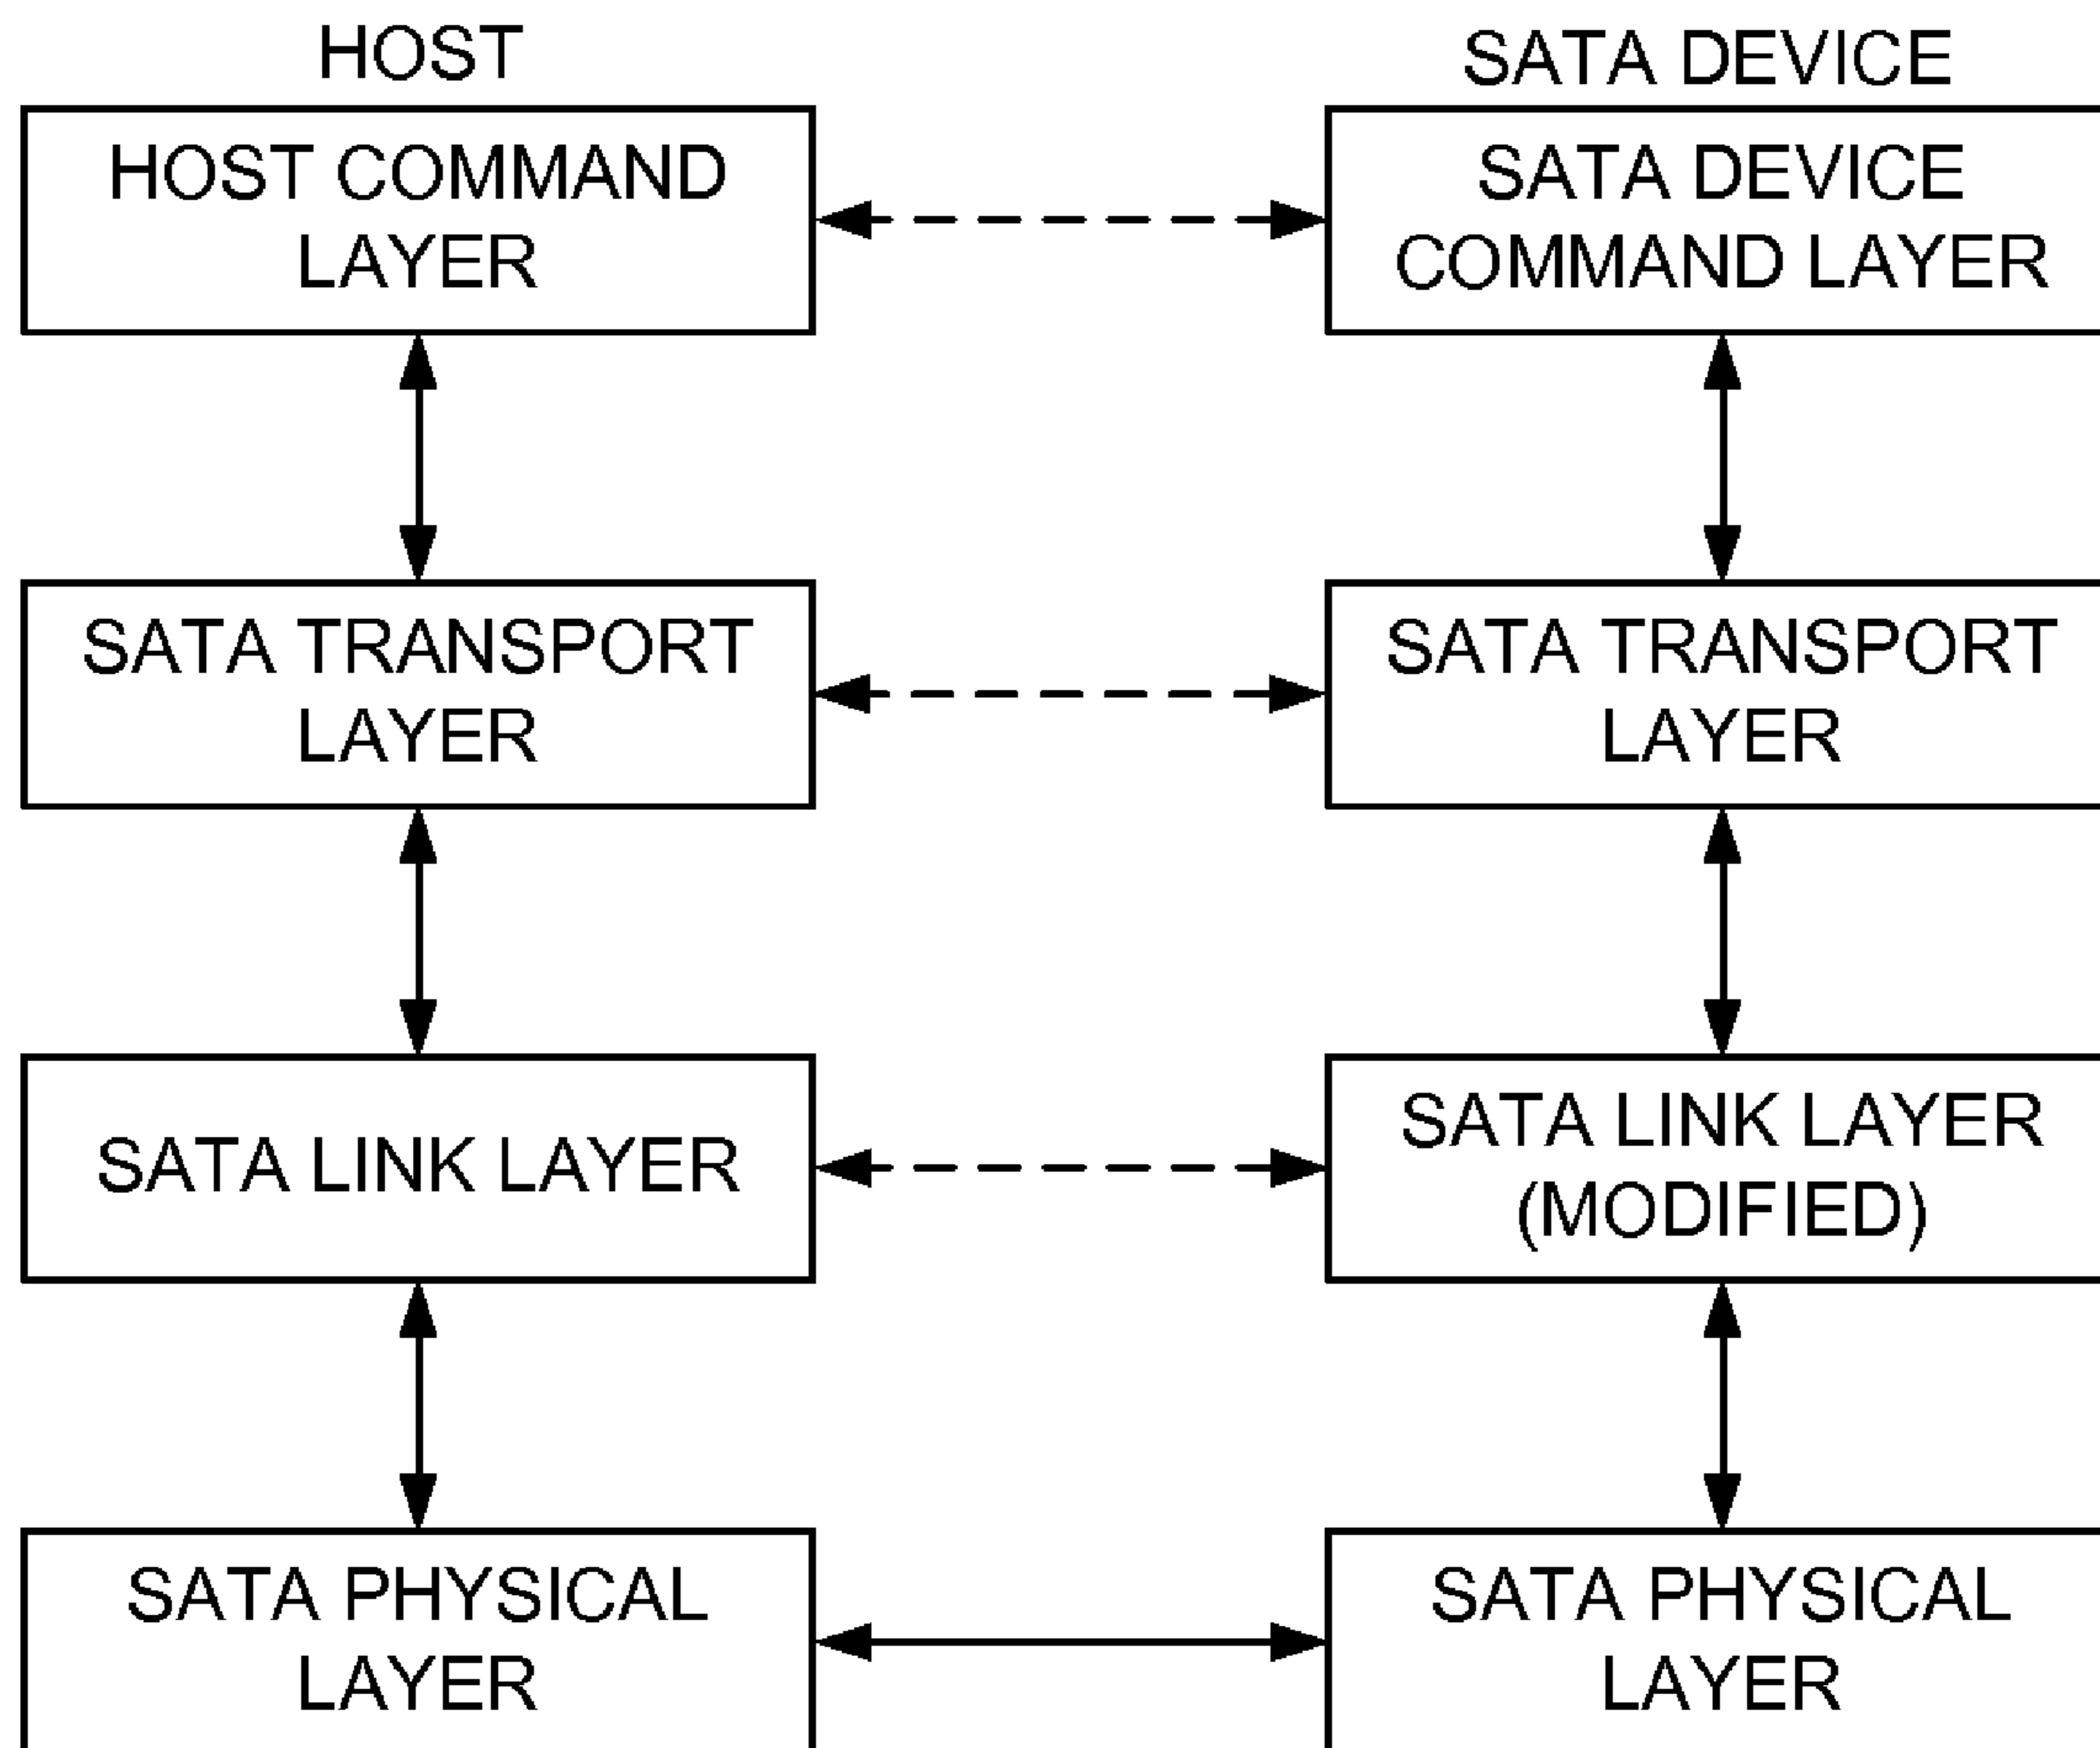 HOST
SATA DEVICE
HOST COMMAND
LAYER
SATA DEVICE
COMMAND LAYER
SATA TRANSPORT
LAYER
SATA TRANSPORT
LAYER
SATA LINK LAYER
SATA LINK LAYER
(MODIFIED)
SATA PHYSICAL
LAYER
SATA PHYSICAL
LAYER